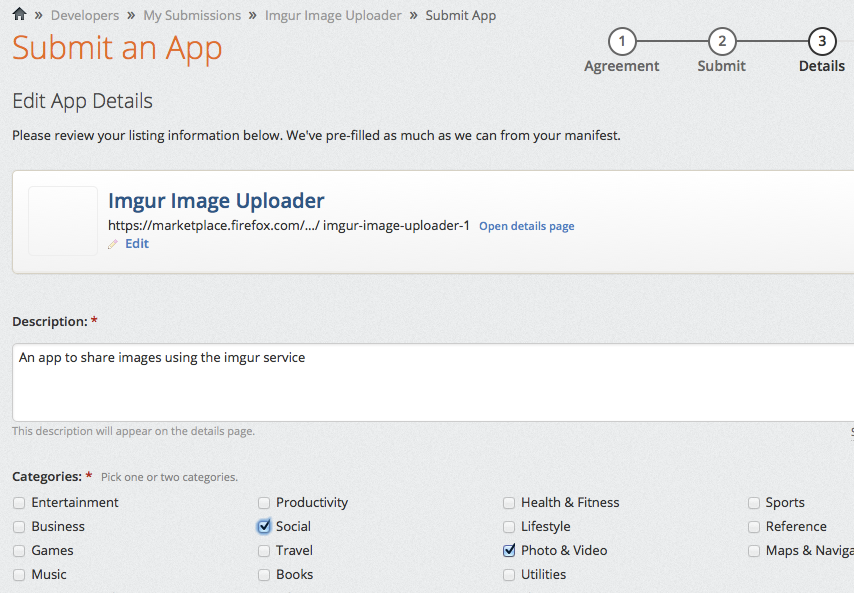 » Developers » My Submissions » Imgur Image Uploader » Submit App
Submit an App
1 2 3
Agreement Submit Details
Edit App Details
Please review your listing information below. We've pre-filled as much as we can from your manifest.
Imgur Image Uploader
https://marketplace.firefox.com/.../ imgur-image-uploader-1 Open details page
Edit
Description: *
An app to share images using the imgur service
This description will appear on the details page.
Categories: * Pick one or two categories.
Entertainment Productivity Health & Fitness Sports
Business Social Lifestyle Reference
Games Travel Photo & Video Maps & Naviga
Music Books Utilities